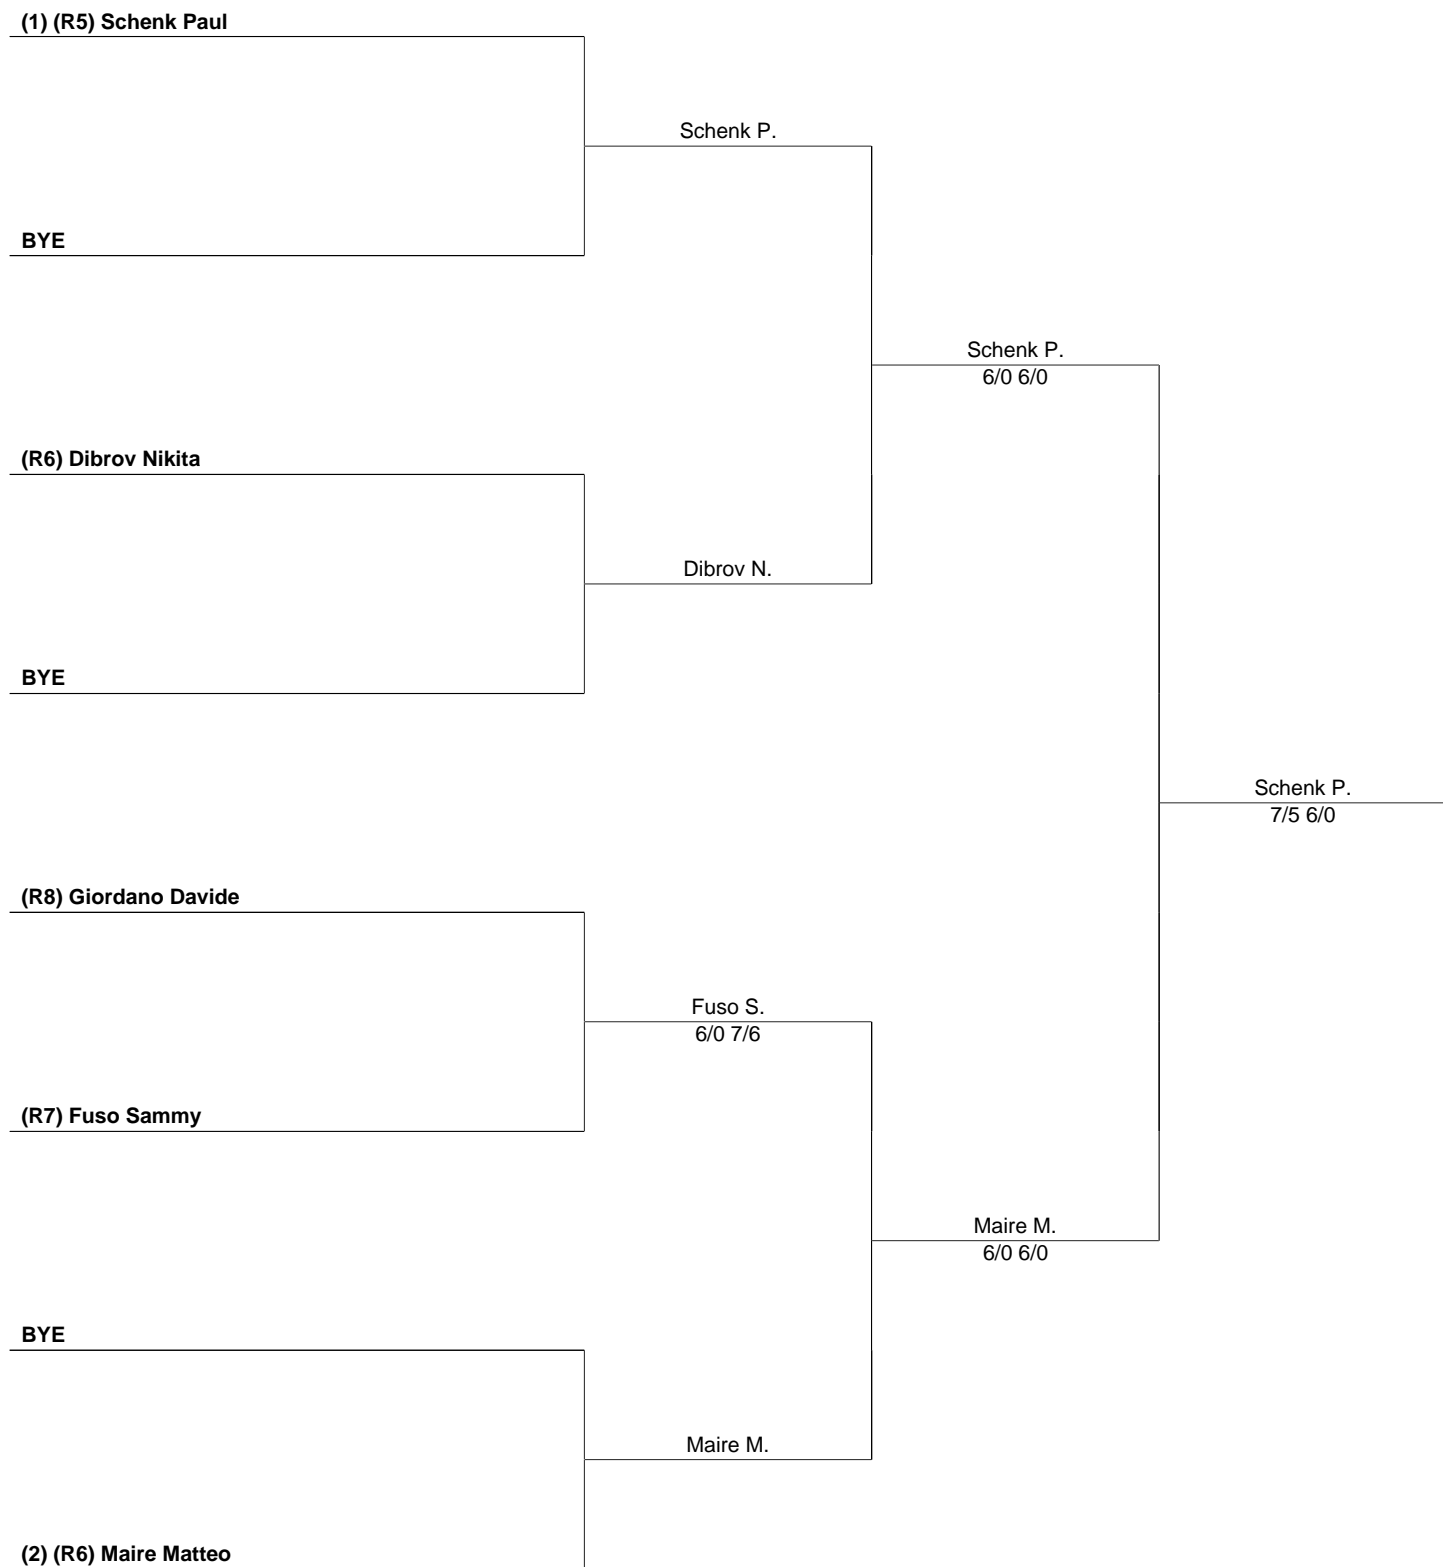 (1) (R5) Schenk Paul
Schenk P.
BYE
Schenk P.
6/0 6/0
(R6) Dibrov Nikita
Dibrov N.
BYE
Schenk P.
7/5 6/0
(R8) Giordano Davide
Fuso S.
6/0 7/6
(R7) Fuso Sammy
Maire M.
6/0 6/0
BYE
Maire M.
(2) (R6) Maire Matteo